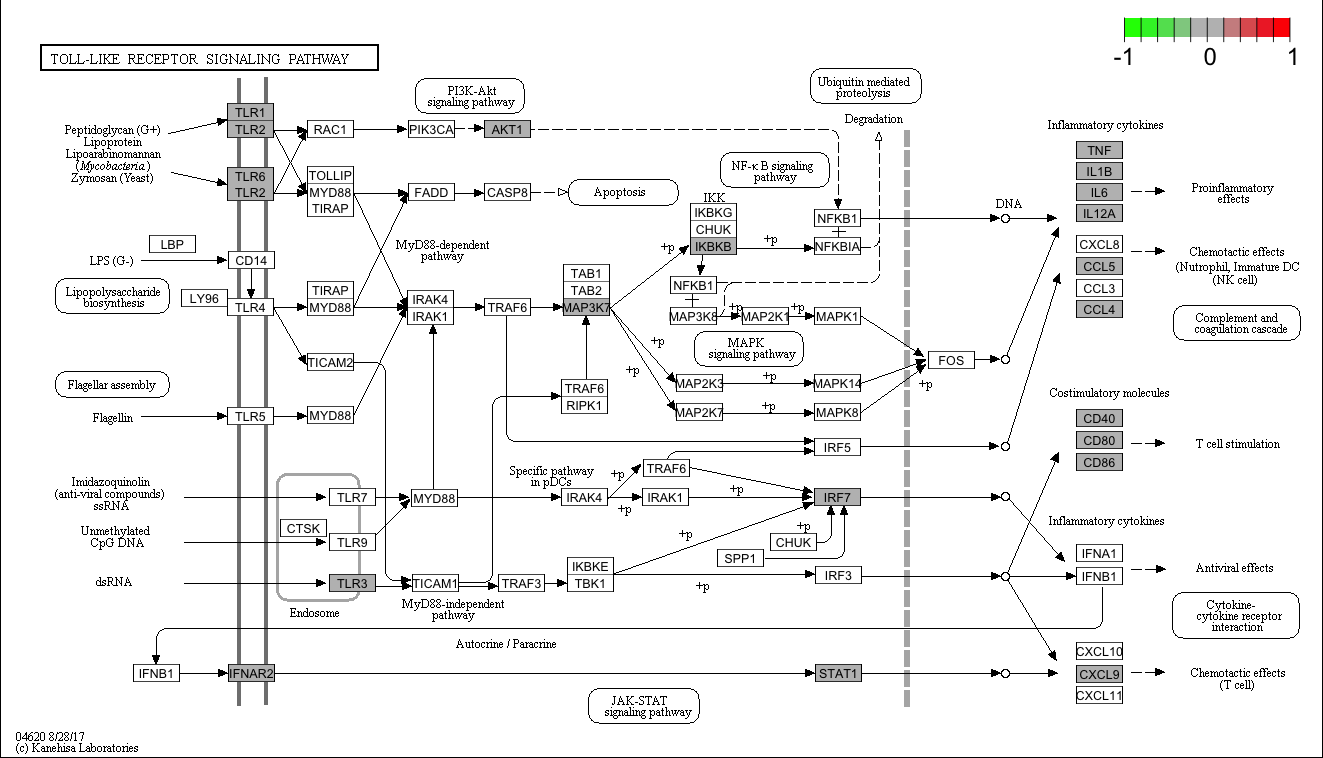 -1 0 1
TOLL-LIKE RECEPTOR SIGNALING PATHWAY
PI3K-Akt
signaling pathway
Ubiquitin mediated
proteolysis
Degradation
TLR1
TLR2
Peptidoglycan (G+)
Lipoprotein
Lipoarabinomannan
(Mycobacteria)
Zymosan (Yeast)
RAC1
PIK3CA
AKT1
TLR6
TLR2
TOLLIP
MYD88
TIRAP
FADD
CASP8
Apoptosis
NF-κ B signaling
pathway
IKK
IKBKG
CHUK
IKBKB
+p
+p
NFKB1
+
NFKBIA
DNA
Inflammatory cytokines
TNF
IL1B
IL6
IL12A
Proinflammatory
effects
CXCL8
CCL5
CCL3
CCL4
Chemotactic effects
(Nutrophil, Immature DC
(NK cell)
Complement and
coagulation cascade
LBP
LPS (G-)
CD14
MyD88-dependent
pathway
Lipopolysaccharide
biosynthesis
LY96
TLR4
TIRAP
MYD88
IRAK4
IRAK1
TRAF6
TAB1
TAB2
MAP3K7
NFKB1
+
MAP3K8
+p
MAP2K1
+p
MAPK1
MAPK
signaling pathway
TICAM2
+p
+p
MAP2K3
+p
MAPK14
MAP2K7
+p
MAPK8
FOS
+p
Flagellar assembly
Flagellin
TLR5
MYD88
TRAF6
RIPK1
Costimulatory molecules
CD40
CD80
CD86
T cell stimulation
IRF5
Specific pathway
in pDCs
TRAF6
Imidazoquinolin
(anti-viral compounds)
ssRNA
TLR7
MYD88
IRAK4
+p
IRAK1
+p
IRF7
Unmethylated
CpG DNA
CTSK
TLR9
+p
+p
CHUK
SPP1
Inflammatory cytokines
IFNA1
IFNB1
Antiviral effects
dsRNA
TLR3
TICAM1
TRAF3
IKBKE
TBK1
+p
IRF3
Endosome
MyD88-independent
pathway
Cytokine-
cytokine receptor
interaction
Autocrine / Paracrine
IFNB1
IFNAR2
STAT1
CXCL10
CXCL9
CXCL11
Chemotactic effects
(T cell)
JAK-STAT
signaling pathway
04620 8/28/17
(c) Kanehisa Laboratories